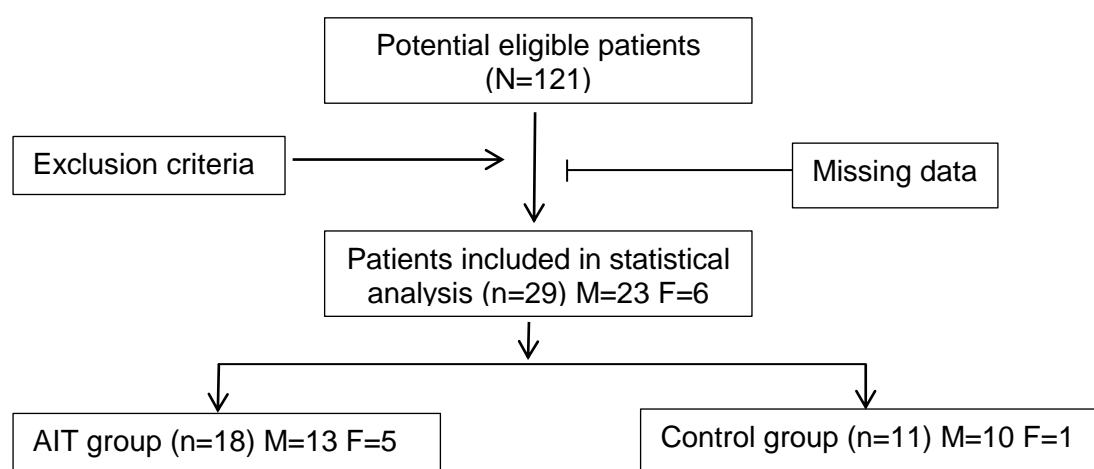 Potential eligible patients
(N=121)
Exclusion criteria
Missing data
Patients included in statistical
analysis (n=29) M=23 F=6
AIT group (n=18) M=13 F=5
Control group (n=11) M=10 F=1